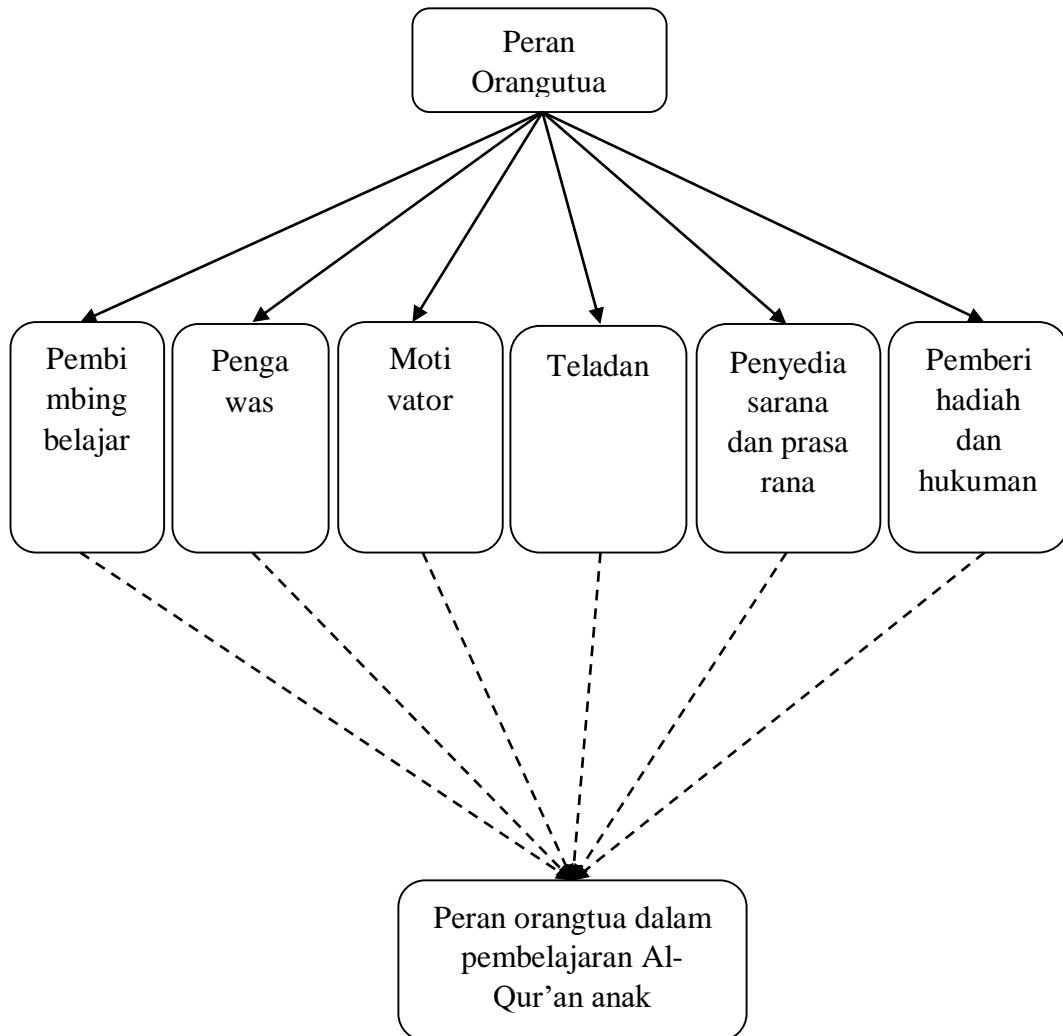 Peran
Orangutua
Pembi
mbing
belajar
Penga
was
Moti
vator
Teladan
Penyedia
sarana
dan prasa
rana
Pemberi
hadiah
dan
hukuman
Peran orangtua dalam
pembelajaran Al-
Qur’an anak